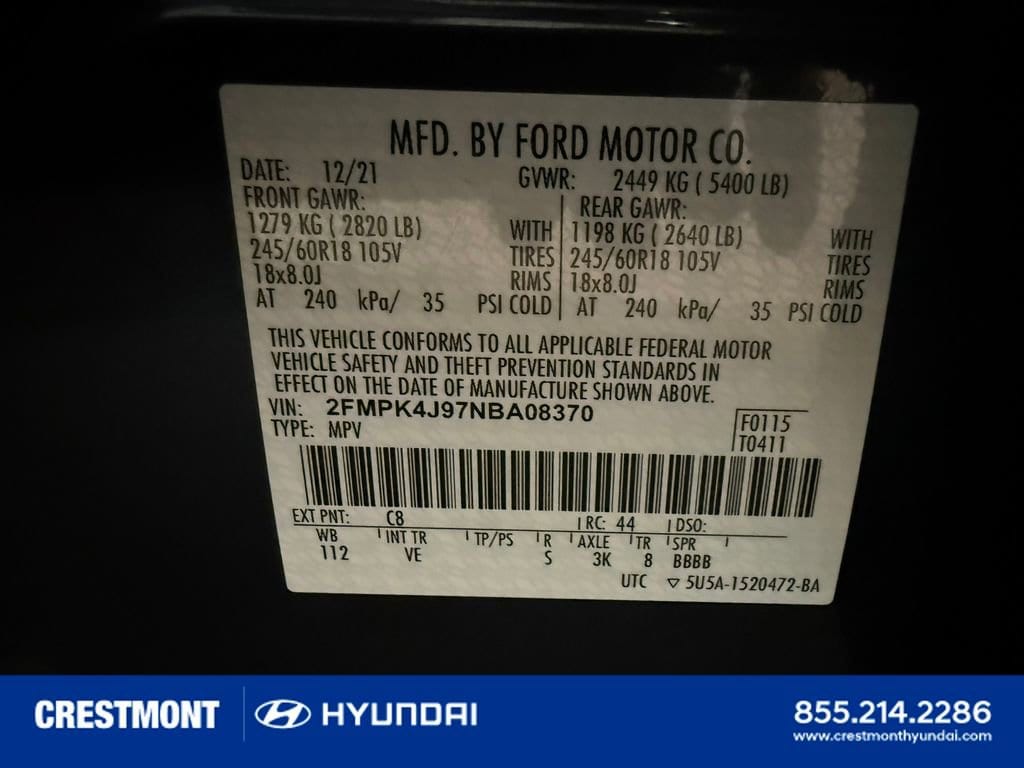 MFD. BY FORD MOTOR CO.
DATE: 12/21 GVWR: 2449 KG ( 5400 LB)
FRONT GAWR: REAR GAWR:
1279 KG ( 2820 LB) WITH 1198 KG ( 2640 LB) WITH
245/60R18 105V TIRES 245/60R18 105V TIRES
18x8.0J RIMS 18x8.0J RIMS
AT 240 kPa/ 35 PSI COLD AT 240 kPa/ 35 PSI COLD
THIS VEHICLE CONFORMS TO ALL APPLICABLE FEDERAL MOTOR
VEHICLE SAFETY AND THEFT PREVENTION STANDARDS IN
EFFECT ON THE DATE OF MANUFACTURE SHOWN ABOVE.
VIN: 2FMPK4J97NBA08370
TYPE: MPV
F0115
T0411
EXT PNT: C8 RC: 44 DSO:
WB INT TR TP/PS R AXLE TR SPR
112 VE S 3K 8 BBBB
UTC ▽ 5U5A-1520472-BA
CRESTMONT HYUNDAI
855.214.2286
www.crestmonthyundai.com